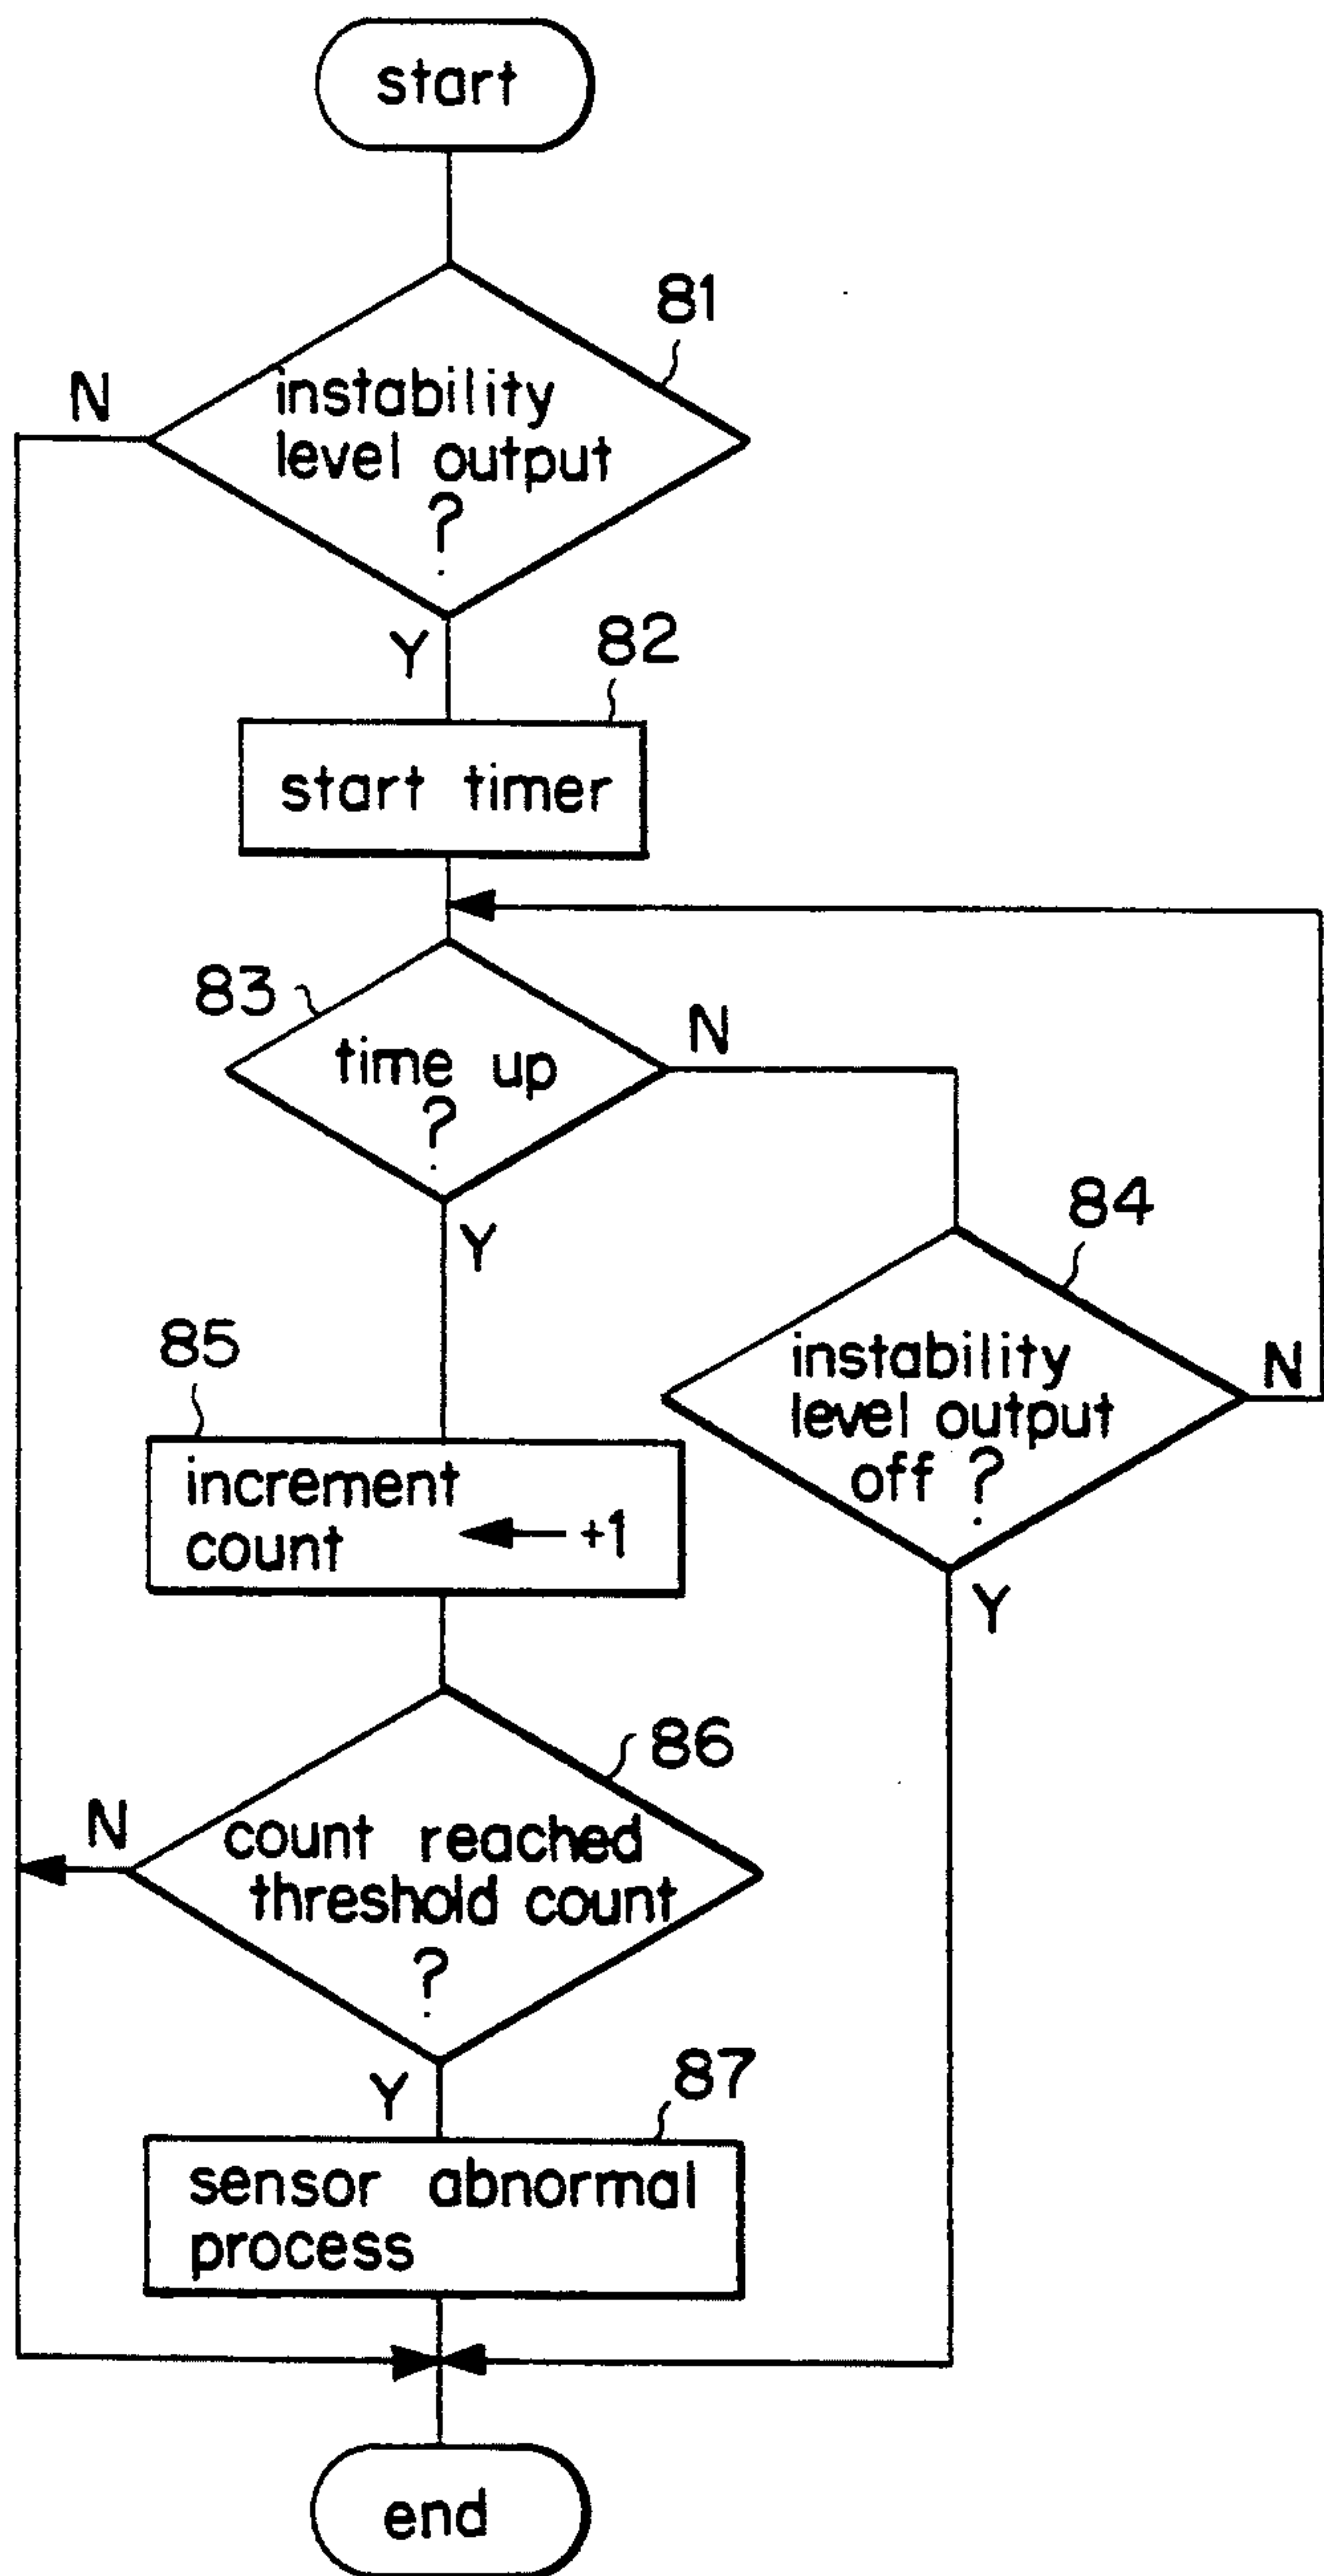 start
81
N
instability
level output
?
Y
82
start timer
83
N
time up
?
Y
84
85
instability
level output
off ?
N
increment
count
+1
Y
86
N
count reached
threshold count
?
Y
87
sensor abnormal
process
end